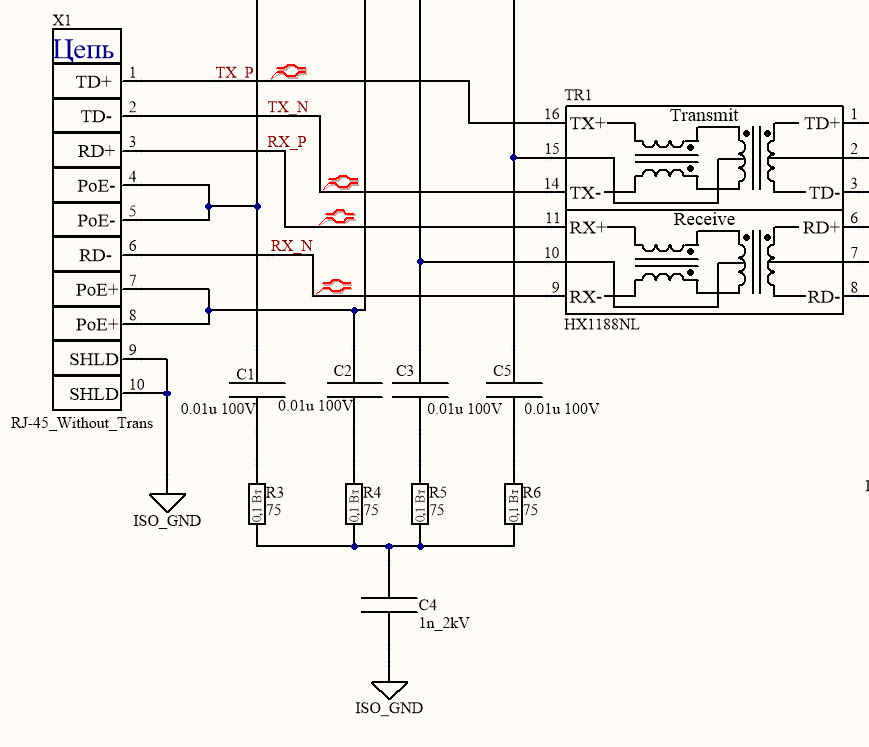 X1
Цепь
TD+ 1
TD- 2
RD+ 3
PoE- 4
PoE- 5
RD- 6
PoE+ 7
PoE+ 8
SHLD 9
SHLD 10
RJ-45_Without_Trans
ISO_GND
TX_P
TX_N
RX_P
RX_N
TR1
Transmit
16 TX+ TD+ 1
15 2
14 TX- TD- 3
Receive
11 RX+ RD+ 6
10 7
9 RX- RD- 8
HX1188NL
C1
0.01u 100V
C2
0.01u 100V
C3
0.01u 100V
C5
0.01u 100V
0,1 Вт
R3
75
0,1 Вт
R4
75
0,1 Вт
R5
75
0,1 Вт
R6
75
C4
1n_2kV
ISO_GND